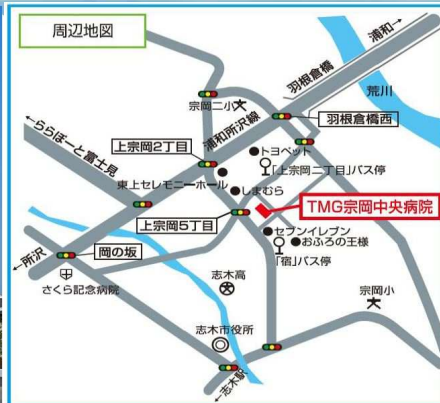 周辺地図
浦和→
羽根倉橋
荒川
宗岡二小
浦和所沢線
羽根倉橋西
←ららぽーと富士見
上宗岡2丁目
トヨペット
「上宗岡二丁目」バス停
東上セレモニーホール
しまむら
TMG宗岡中央病院
上宗岡5丁目
セブンイレブン
おふろの王様
「宿」バス停
岡の坂
←所沢
さくら記念病院
志木高
宗岡小
志木市役所
←志木駅